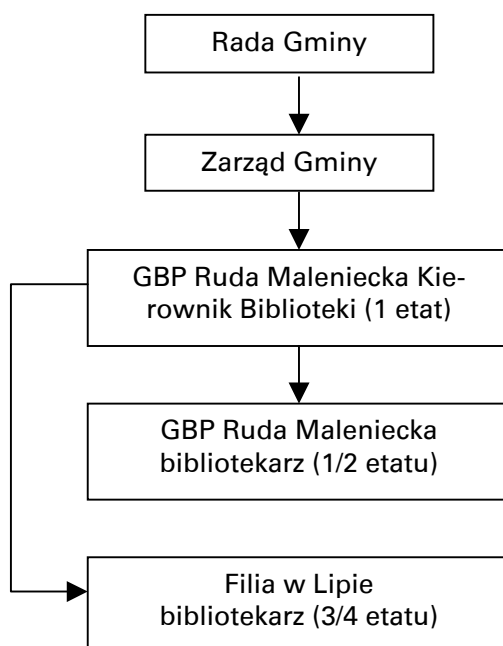 Rada Gminy
Zarząd Gminy
GBP Ruda Maleniecka Kie-
rownik Biblioteki (1 etat)
GBP Ruda Maleniecka
bibliotekarz (1/2 etatu)
Filia w Lipie
bibliotekarz (3/4 etatu)